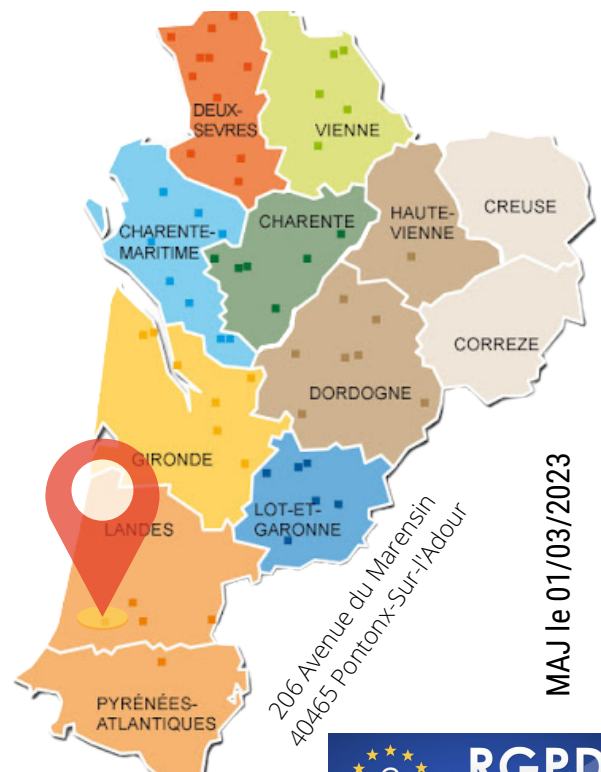 DEUX-
SEVRES
VIENNE
CHARENTE-
MARITIME
CHARENTE
HAUTE-
VIENNE
CREUSE
CORREZE
DORDOGNE
GIRONDE
LOT-ET-
GARONNE
LANDES
PYRÉNÉES-
ATLANTIQUES
206 Avenue du Marensin
40465 Pontonx-Sur-l'Adour
MAJ le 01/03/2023
RGPD